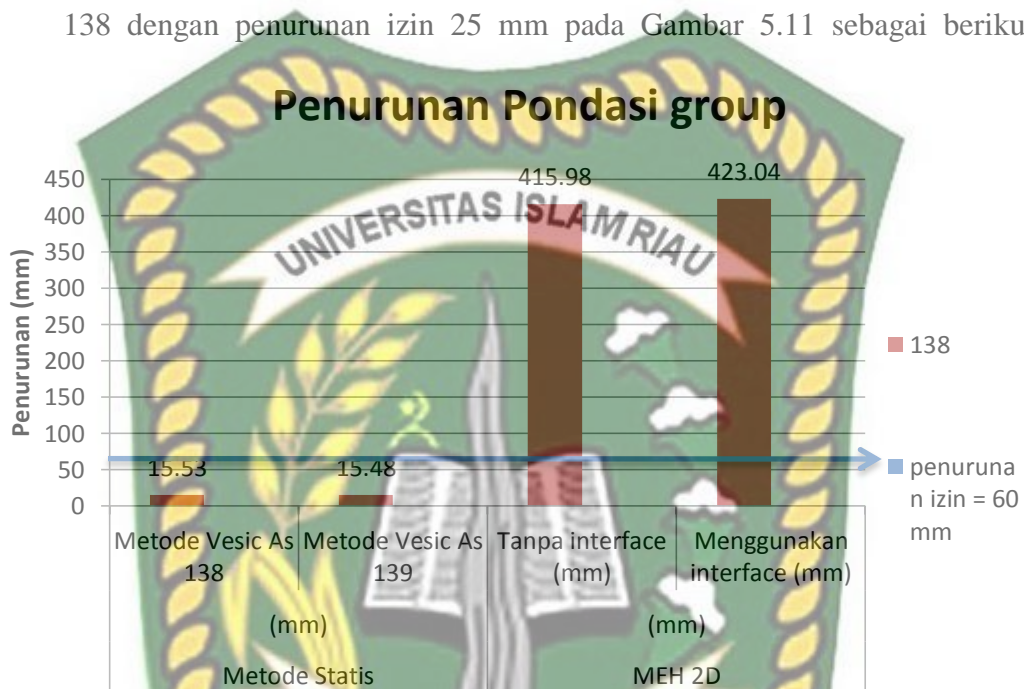 138 dengan penurunan izin 25 mm pada Gambar 5.11 sebagai beriku
Penurunan Pondasi group
UNIVERSITAS ISLAM RIAU
Penurunan (mm)
450
400
350
300
250
200
150
100
50
0
15.53
15.48
415.98
423.04
Metode Vesic As
138
Metode Vesic As
139
Tanpa interface
(mm)
Menggunakan
interface (mm)
(mm)
(mm)
Metode Statis
MEH 2D
138
penuruna
n izin = 60
mm